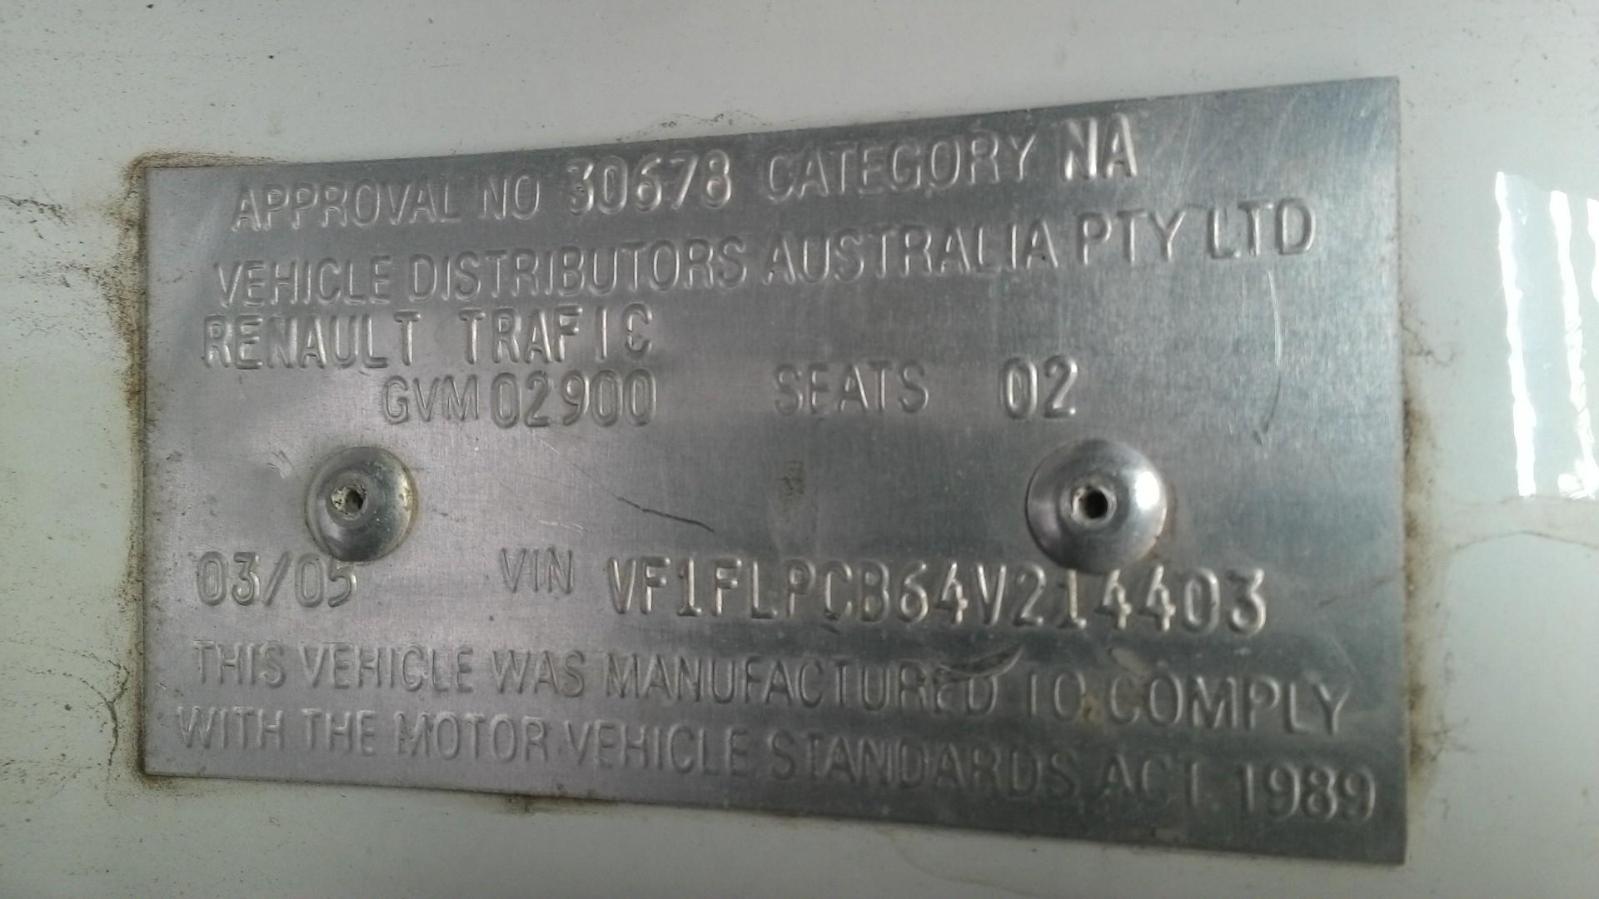 APPROVAL NO 30678 CATEGORY NA
VEHICLE DISTRIBUTORS AUSTRALIA PTY LTD
RENAULT TRAFIC
GVM 02900 SEATS 02
03/05 VIN VF1FLPCB64V214403
THIS VEHICLE WAS MANUFACTURED TO COMPLY
WITH THE MOTOR VEHICLE STANDARDS ACT 1989